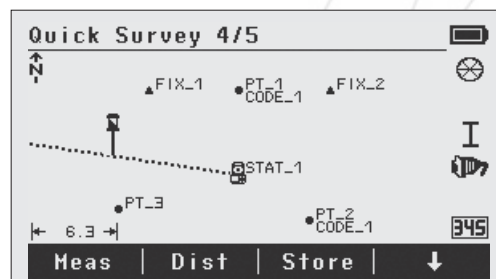 Quick Survey 4/5
N
FIX_1
PT_1
CODE_1
FIX_2
STAT_1
PT_3
PT_2
CODE_1
6.3
345
Meas | Dist | Store |